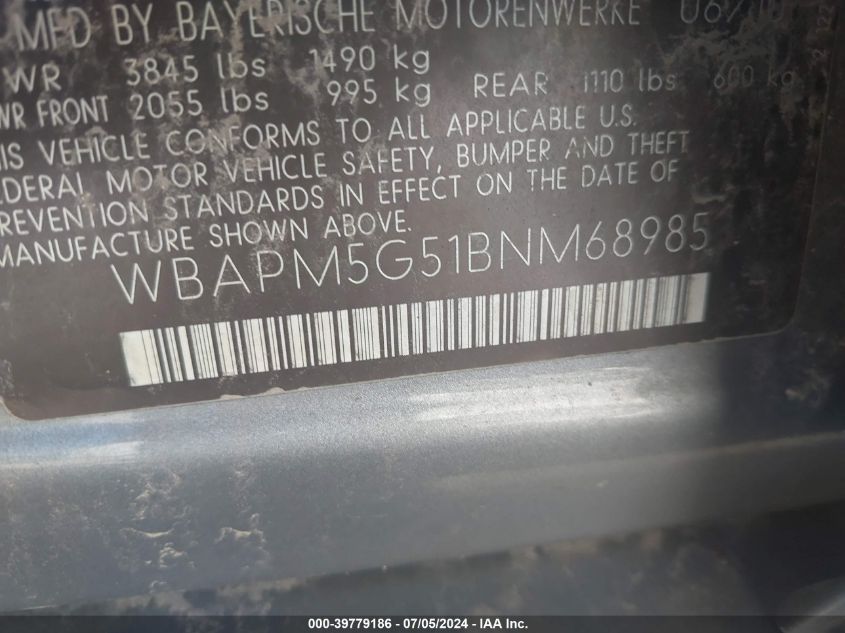 MFD BY BAYERISCHE MOTORENWERKE 06/10
WR 3845 lbs 1490 kg
WR FRONT 2055 lbs 995 kg REAR 1110 lbs 600 kg
IS VEHICLE CONFORMS TO ALL APPLICABLE U.S.
EDERAL MOTOR VEHICLE SAFETY, BUMPER AND THEFT
REVENTION STANDARDS IN EFFECT ON THE DATE OF
MANUFACTURE SHOWN ABOVE.
WBAPM5G51BNM68985
000-39779186 - 07/05/2024 - IAA Inc.